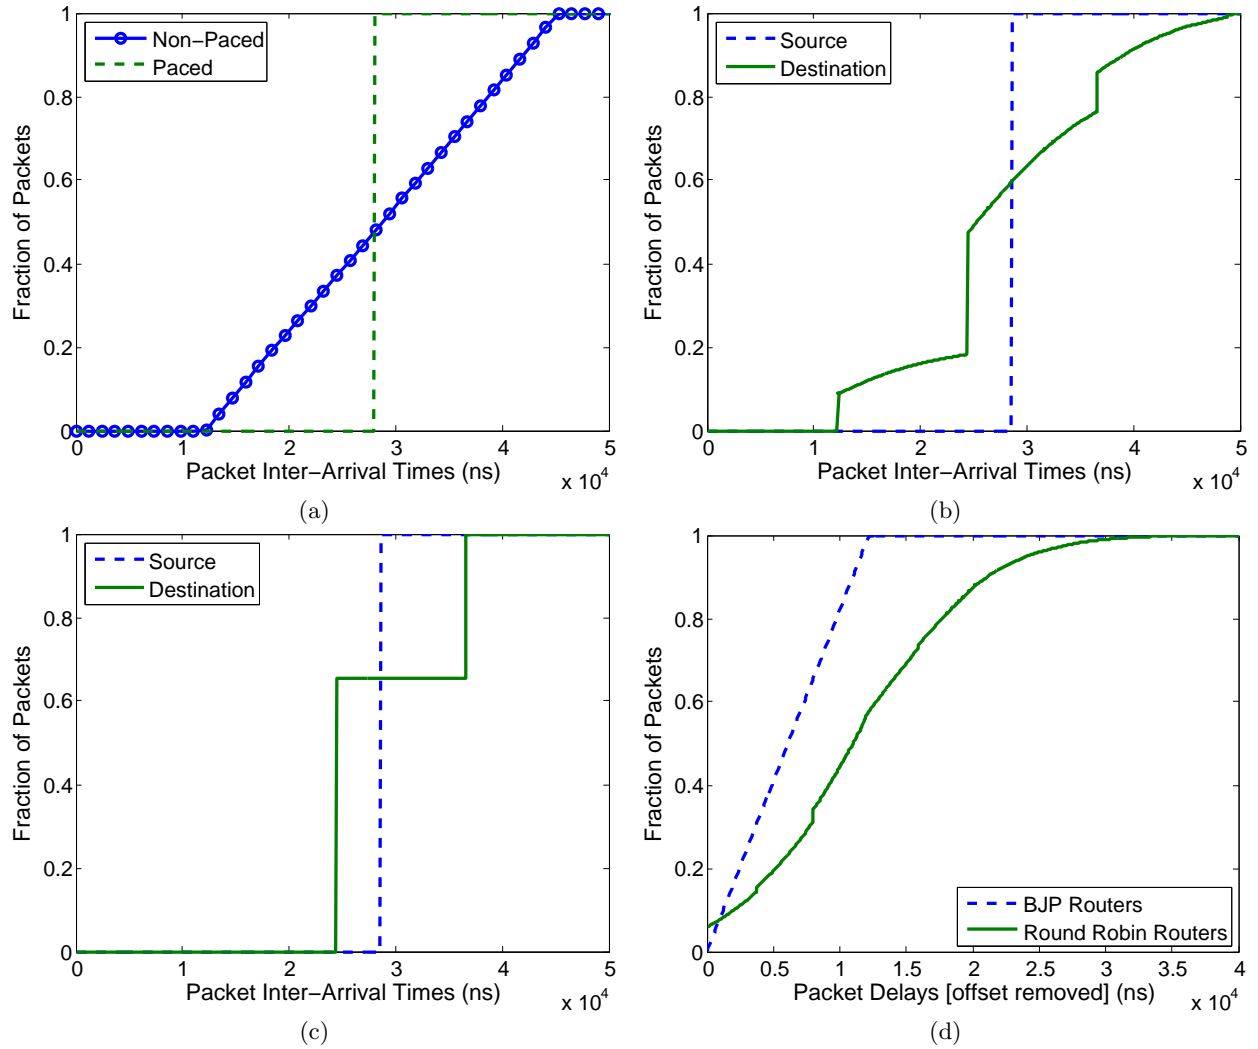 Non−Paced
Paced
Fraction of Packets
1
0.8
0.6
0.4
0.2
0
0 1 2 3 4 5
Packet Inter−Arrival Times (ns)
x 10^4
(a)
Source
Destination
Fraction of Packets
1
0.8
0.6
0.4
0.2
0
0 1 2 3 4 5
Packet Inter−Arrival Times (ns)
x 10^4
(b)
Source
Destination
Fraction of Packets
1
0.8
0.6
0.4
0.2
0
0 1 2 3 4 5
Packet Inter−Arrival Times (ns)
x 10^4
(c)
Fraction of Packets
1
0.8
0.6
0.4
0.2
0
BJP Routers
Round Robin Routers
0 0.5 1 1.5 2 2.5 3 3.5 4
Packet Delays [offset removed] (ns)
x 10^4
(d)